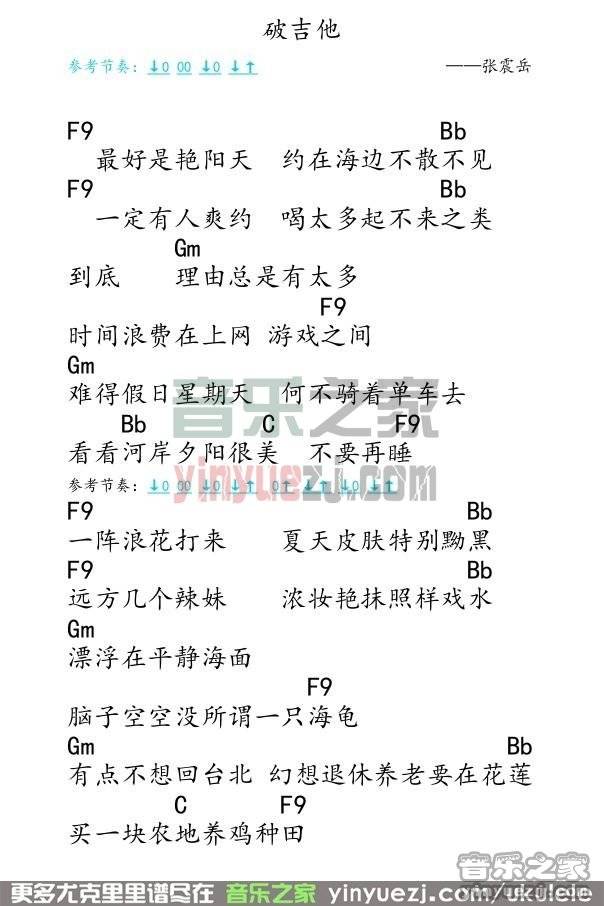 破吉他
参考节奏：↓0 00 ↓0 ↓↑ ——张震岳
F9 Bb
最好是艳阳天 约在海边不散不见
F9 Bb
一定有人爽约 喝太多起不来之类
Gm
到底 理由总是有太多
F9
时间浪费在上网 游戏之间
Gm
难得假日星期天 何不骑着单车去
Bb C F9
看看河岸夕阳很美 不要再睡
音乐之家
yinyuezj.com
参考节奏：↓0 00 ↓0 ↓↑ 0↑ ↓↑ ↓0 ↓↑
F9 Bb
一阵浪花打来 夏天皮肤特别黝黑
F9 Bb
远方几个辣妹 浓妆艳抹照样戏水
Gm
漂浮在平静海面
F9
脑子空空没所谓一只海龟
Gm Bb
有点不想回台北 幻想退休养老要在花莲
C F9
买一块农地养鸡种田
音乐之家
更多尤克里里谱尽在 音乐之家 yinyuezj.com/uku/